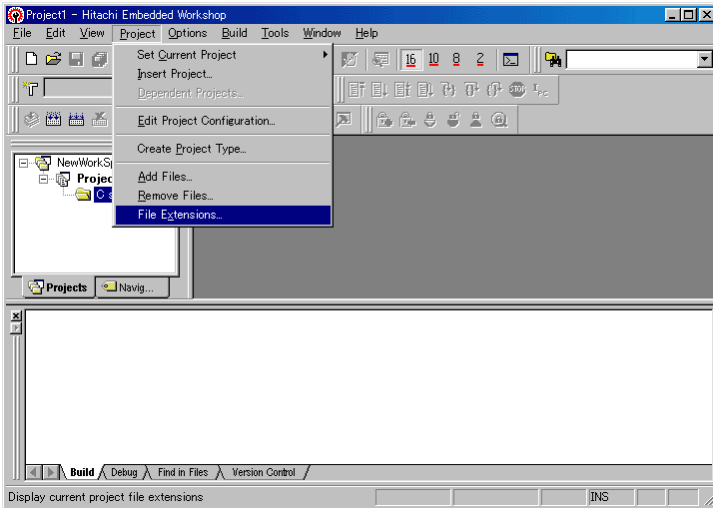 Project1 - Hitachi Embedded Workshop
File Edit View Project Options Build Tools Window Help
Set Current Project
Insert Project...
Dependent Projects...
Edit Project Configuration...
Create Project Type...
Add Files...
Remove Files...
File Extensions...
16 10 8 2
STOP
NewWorkSp
Projec
C s
Projects Navig...
Build Debug Find in Files Version Control
Display current project file extensions INS